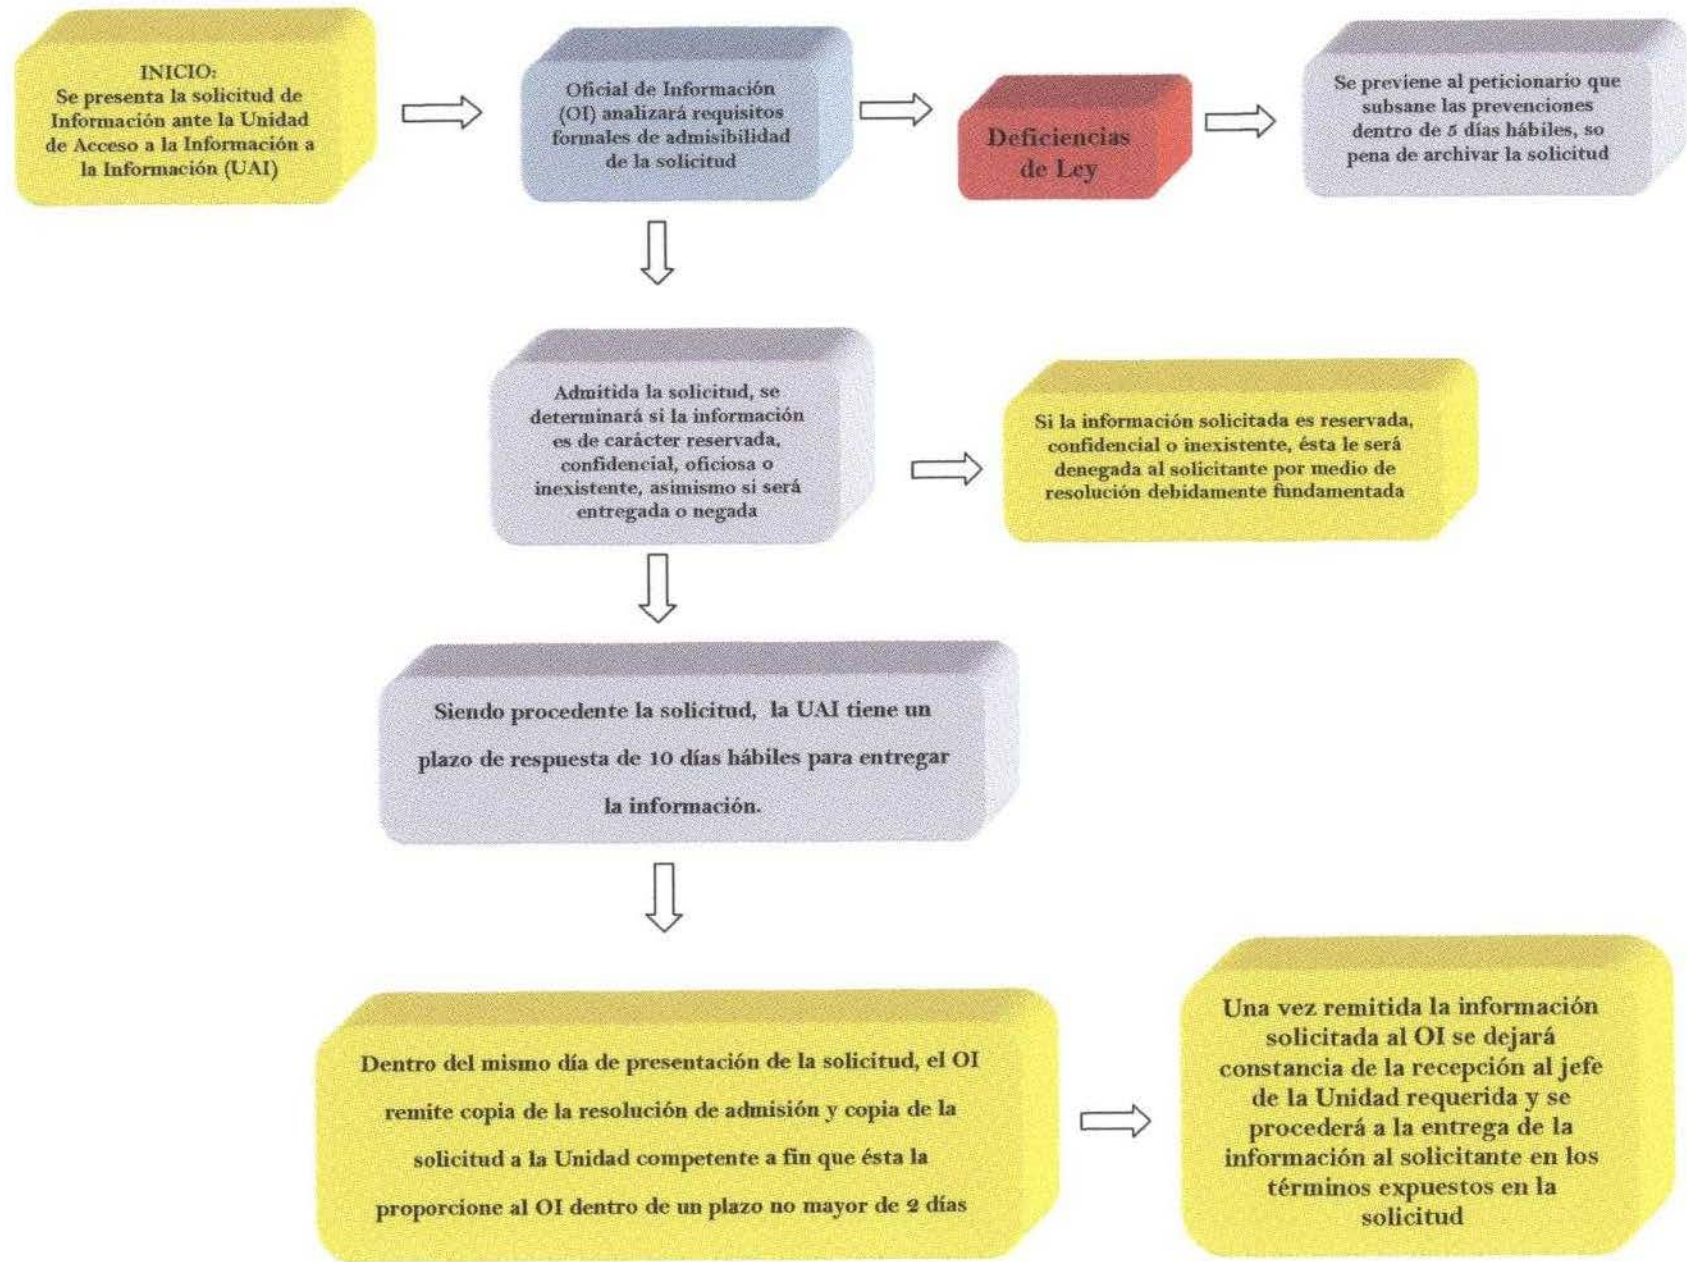 INICIO:
Se presenta la solicitud de
Información ante la Unidad
de Acceso a la Información a
la Información (UAI)
Oficial de Información
(OI) analizará requisitos
formales de admisibilidad
de la solicitud
Deficiencias
de Ley
Se previene al peticionario que
subsane las prevenciones
dentro de 5 días hábiles, so
pena de archivar la solicitud
Admitida la solicitud, se
determinará si la información
es de carácter reservada,
confidencial, oficiosa o
inexistente, asimismo si será
entregada o negada
Si la información solicitada es reservada,
confidencial o inexistente, ésta le será
denegada al solicitante por medio de
resolución debidamente fundamentada
Siendo procedente la solicitud, la UAI tiene un
plazo de respuesta de 10 días hábiles para entregar
la información.
Dentro del mismo día de presentación de la solicitud, el OI
remite copia de la resolución de admisión y copia de la
solicitud a la Unidad competente a fin que ésta la
proporcione al OI dentro de un plazo no mayor de 2 días
Una vez remitida la información
solicitada al OI se dejará
constancia de la recepción al jefe
de la Unidad requerida y se
procederá a la entrega de la
información al solicitante en los
términos expuestos en la
solicitud